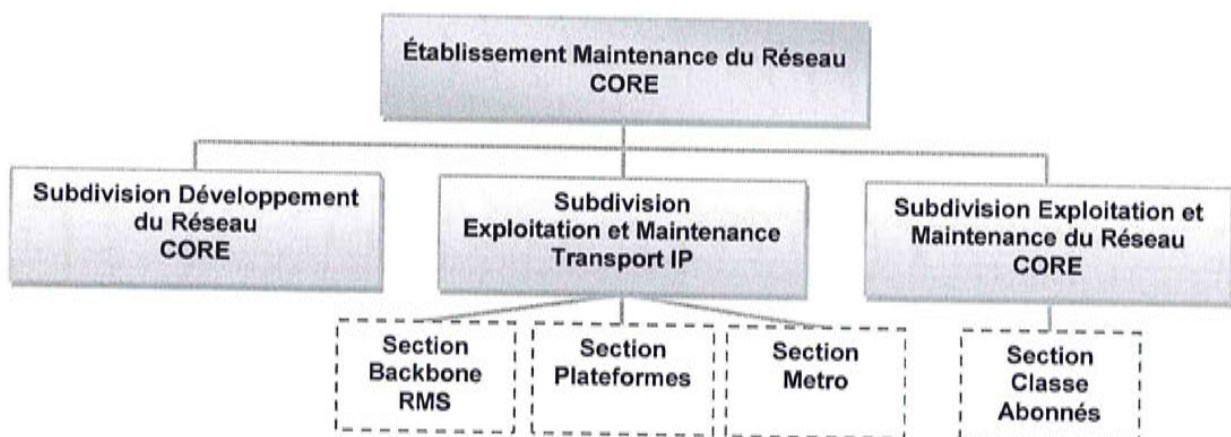 Établissement Maintenance du Réseau
CORE
Subdivision Développement
du Réseau
CORE
Subdivision
Exploitation et Maintenance
Transport IP
Subdivision Exploitation et
Maintenance du Réseau
CORE
Section
Backbone
RMS
Section
Plateformes
Section
Metro
Section
Classe
Abonnés